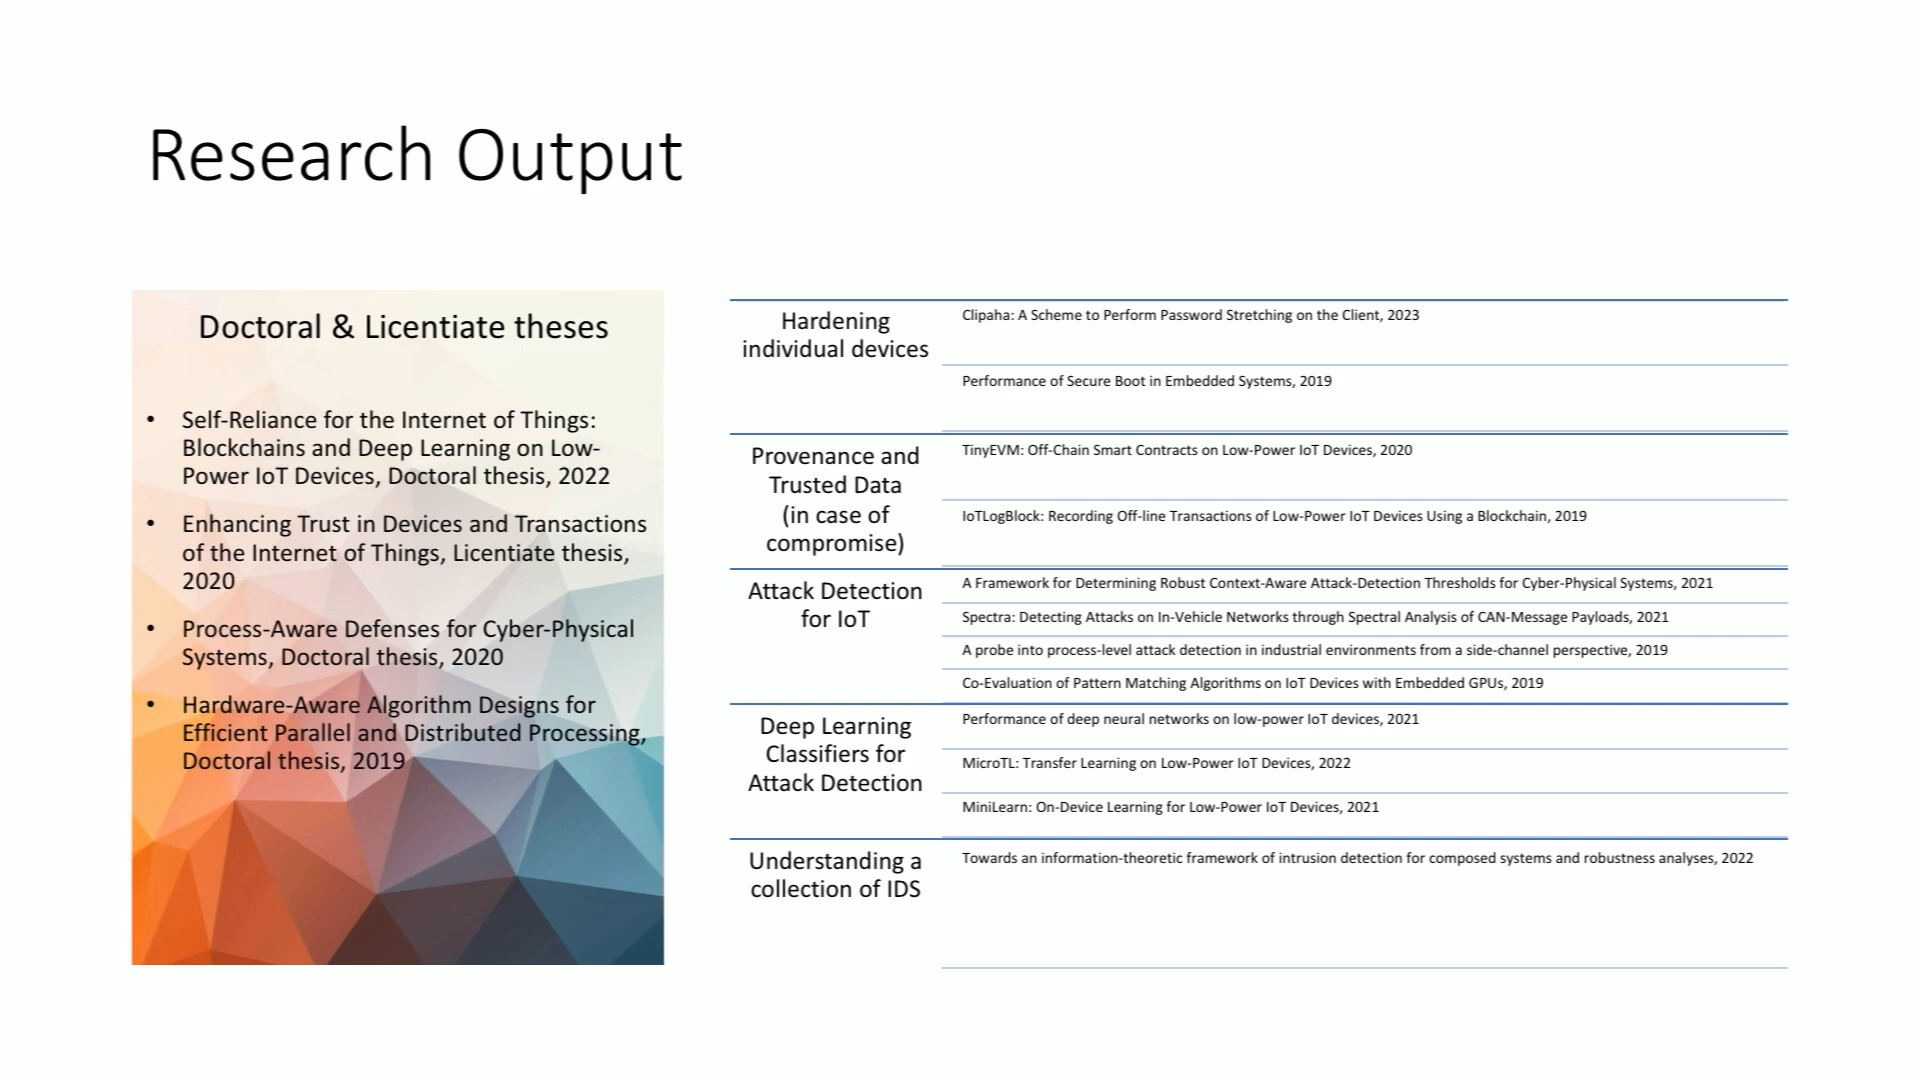 Research Output
Doctoral & Licentiate theses
• Self-Reliance for the Internet of Things:
Blockchains and Deep Learning on Low-
Power IoT Devices, Doctoral thesis, 2022
• Enhancing Trust in Devices and Transactions
of the Internet of Things, Licentiate thesis,
2020
• Process-Aware Defenses for Cyber-Physical
Systems, Doctoral thesis, 2020
• Hardware-Aware Algorithm Designs for
Efficient Parallel and Distributed Processing,
Doctoral thesis, 2019
Hardening
individual devices
Clipaha: A Scheme to Perform Password Stretching on the Client, 2023
Performance of Secure Boot in Embedded Systems, 2019
Provenance and
Trusted Data
(in case of
compromise)
TinyEVM: Off-Chain Smart Contracts on Low-Power IoT Devices, 2020
IoTLogBlock: Recording Off-line Transactions of Low-Power IoT Devices Using a Blockchain, 2019
Attack Detection
for IoT
A Framework for Determining Robust Context-Aware Attack-Detection Thresholds for Cyber-Physical Systems, 2021
Spectra: Detecting Attacks on In-Vehicle Networks through Spectral Analysis of CAN-Message Payloads, 2021
A probe into process-level attack detection in industrial environments from a side-channel perspective, 2019
Co-Evaluation of Pattern Matching Algorithms on IoT Devices with Embedded GPUs, 2019
Deep Learning
Classifiers for
Attack Detection
Performance of deep neural networks on low-power IoT devices, 2021
MicroTL: Transfer Learning on Low-Power IoT Devices, 2022
MiniLearn: On-Device Learning for Low-Power IoT Devices, 2021
Understanding a
collection of IDS
Towards an information-theoretic framework of intrusion detection for composed systems and robustness analyses, 2022